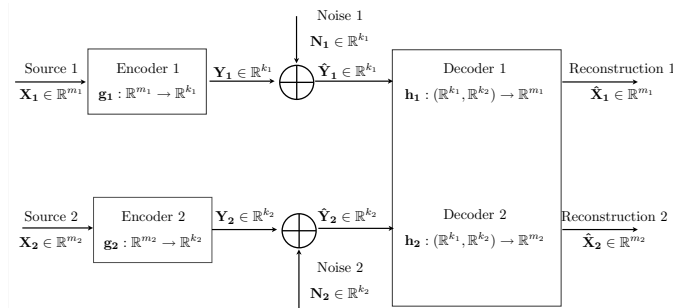 Noise 1
N₁ ∈ ℝ^{k₁}
Source 1
X₁ ∈ ℝ^{m₁}
Encoder 1
g₁ : ℝ^{m₁} → ℝ^{k₁}
Y₁ ∈ ℝ^{k₁}
Ŷ₁ ∈ ℝ^{k₁}
Decoder 1
h₁ : (ℝ^{k₁}, ℝ^{k₂}) → ℝ^{m₁}
Reconstruction 1
X̂₁ ∈ ℝ^{m₁}
Source 2
X₂ ∈ ℝ^{m₂}
Encoder 2
g₂ : ℝ^{m₂} → ℝ^{k₂}
Y₂ ∈ ℝ^{k₂}
Ŷ₂ ∈ ℝ^{k₂}
Decoder 2
h₂ : (ℝ^{k₁}, ℝ^{k₂}) → ℝ^{m₂}
Reconstruction 2
X̂₂ ∈ ℝ^{m₂}
Noise 2
N₂ ∈ ℝ^{k₂}